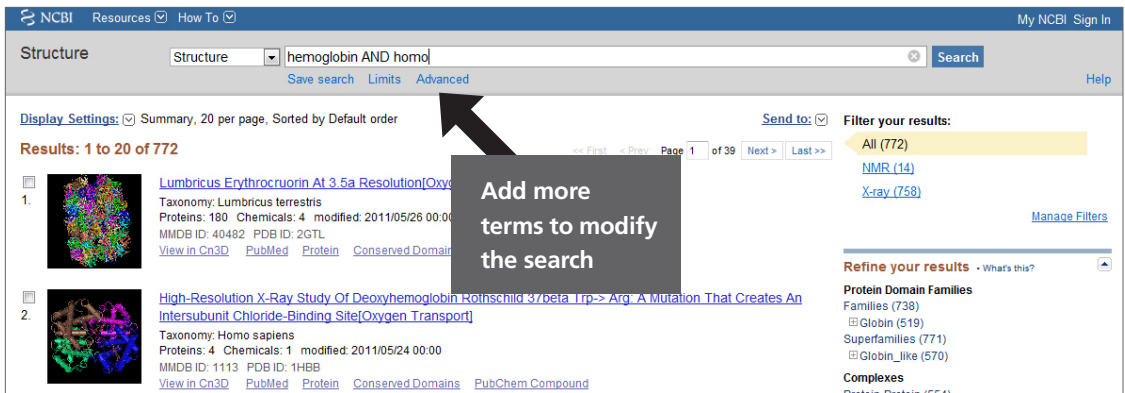 NCBI Resources How To My NCBI Sign In
Structure Structure hemoglobin AND homo Search
Save search Limits Advanced Help
Display Settings: Summary, 20 per page, Sorted by Default order Send to: Filter your results:
Results: 1 to 20 of 772 << First < Prev Page 1 of 39 Next > Last >>
All (772)
NMR (14)
X-ray (758)
Manage Filters
1. Lumbricus Erythrocruorin At 3.5a Resolution[Oxy
Taxonomy: Lumbricus terrestris
Proteins: 180 Chemicals: 4 modified: 2011/05/26 00:00
MMDB ID: 40482 PDB ID: 2GTL
View in Cn3D PubMed Protein Conserved Domain
Add more
terms to modify
the search
2. High-Resolution X-Ray Study Of Deoxyhemoglobin Rothschild 37beta Trp-> Arg: A Mutation That Creates An
Intersubunit Chloride-Binding Site[Oxygen Transport]
Taxonomy: Homo sapiens
Proteins: 4 Chemicals: 1 modified: 2011/05/24 00:00
MMDB ID: 1113 PDB ID: 1HBB
View in Cn3D PubMed Protein Conserved Domains PubChem Compound
Refine your results • What's this?
Protein Domain Families
Families (738)
Globin (519)
Superfamilies (771)
Globin_like (570)
Complexes